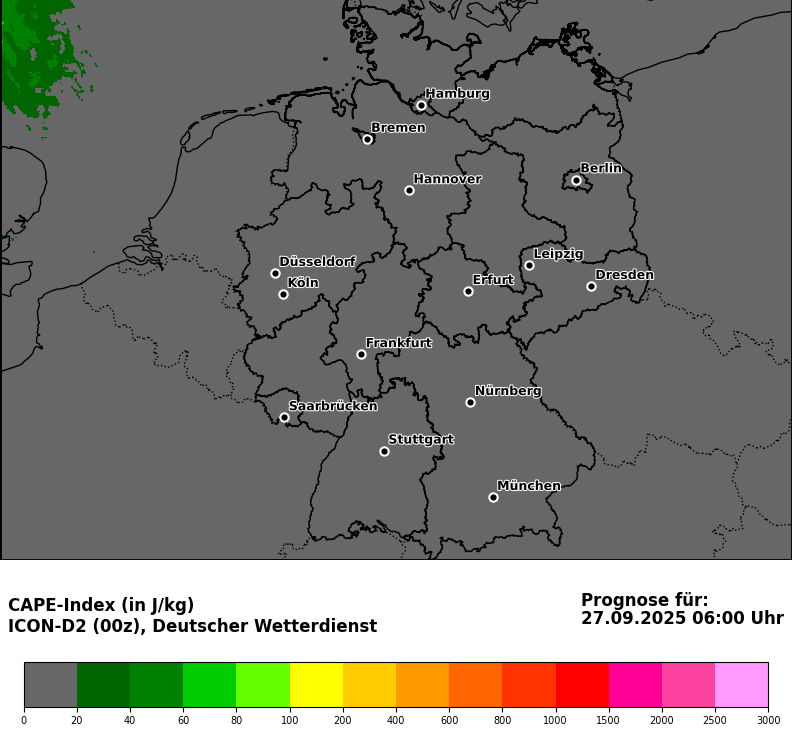 Hamburg
Bremen
Berlin
Hannover
Leipzig
Düsseldorf
Dresden
Köln
Erfurt
Frankfurt
Nürnberg
Saarbrücken
Stuttgart
München
CAPE-Index (in J/kg)
ICON-D2 (00z), Deutscher Wetterdienst
Prognose für:
27.09.2025 06:00 Uhr
0 20 40 60 80 100 200 400 600 800 1000 1500 2000 2500 3000